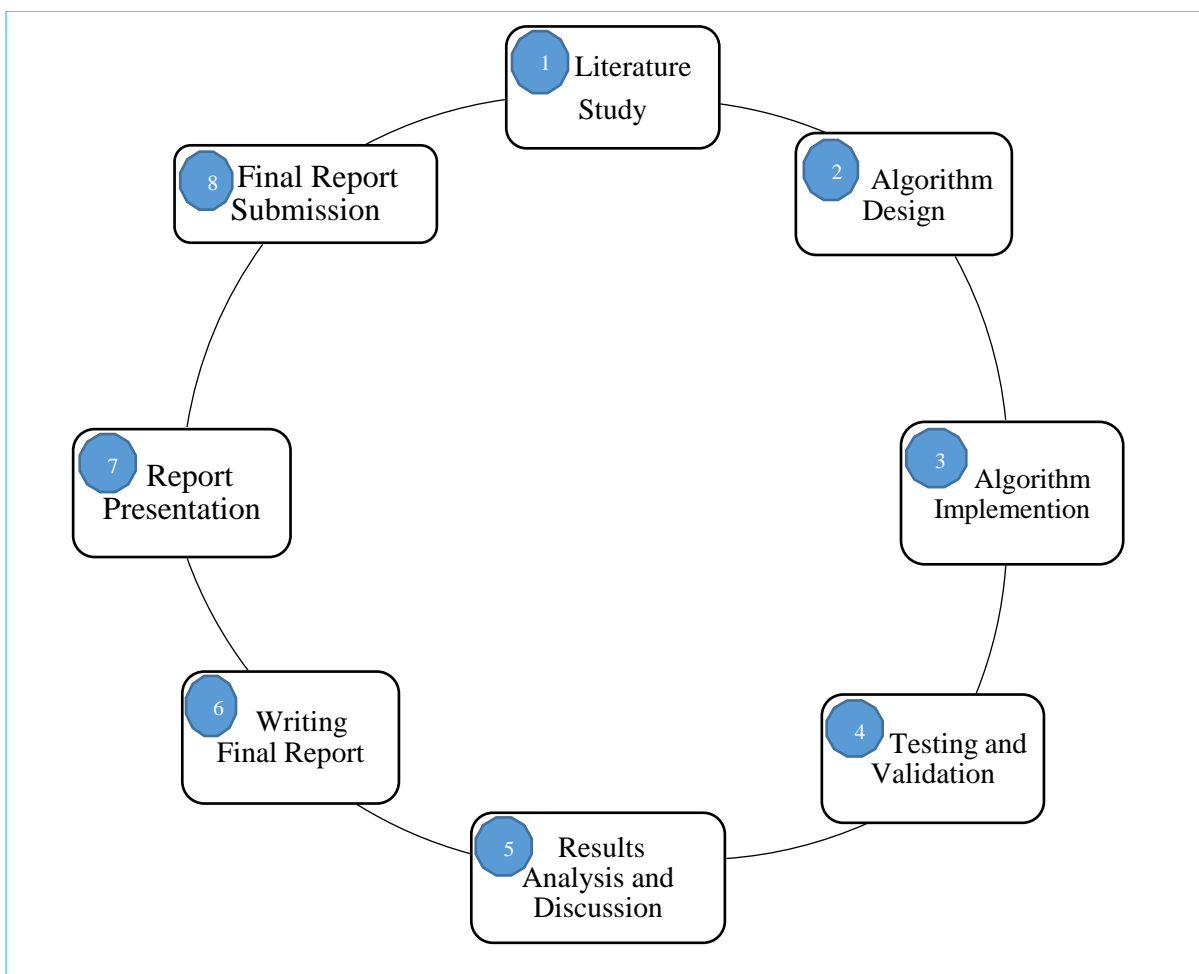 1 Literature
Study
2 Algorithm
Design
3 Algorithm
Implemention
4 Testing and
Validation
5 Results
Analysis and
Discussion
6 Writing
Final Report
7 Report
Presentation
8 Final Report
Submission